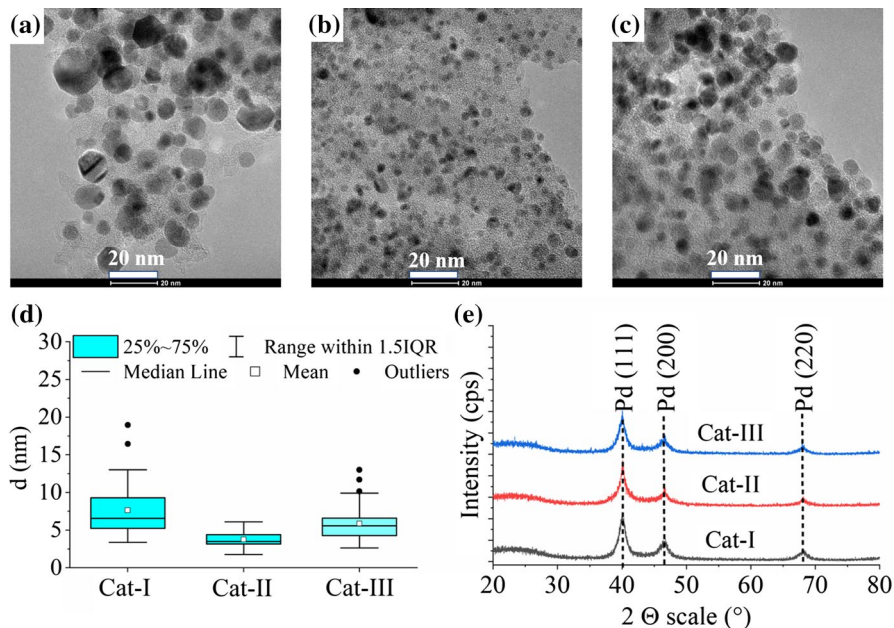 (a)
(b)
(c)
20 nm
20 nm
20 nm
20 nm
20 nm
20 nm
(d)
30
25
20
15
10
5
0
d (nm)
25%~75%
Range within 1.5IQR
Median Line
Mean
Outliers
Cat-I
Cat-II
Cat-III
(e)
Intensity (cps)
Pd (111)
Pd (200)
Pd (220)
Cat-III
Cat-II
Cat-I
20
30
40
50
60
70
80
2 Θ scale (°)